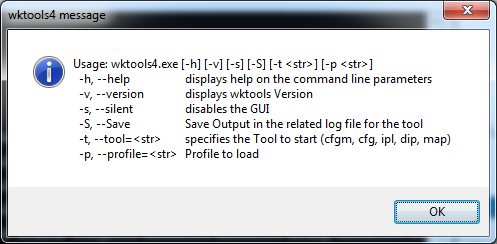 wktools4 message
Usage: wktools4.exe [-h] [-v] [-s] [-S] [-t <str>] [-p <str>]
-h, --help displays help on the command line parameters
-v, --version displays wktools Version
-s, --silent disables the GUI
-S, --Save Save Output in the related log file for the tool
-t, --tool=<str> specifies the Tool to start (cfgm, cfg, ipl, dip, map)
-p, --profile=<str> Profile to load
OK